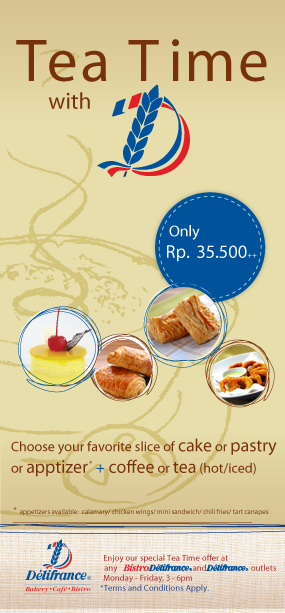 Tea Time
with
Only
Rp. 35.500++
Choose your favorite slice of cake or pastry
or apptizer* + coffee or tea (hot/iced)
* appetizers available: calamary/ chicken wings/ mini sandwich/ chili fries/ tart canapes
Délifrance®
Bakery • Cafe • Bistro
Enjoy our special Tea Time offer at
any BistroDélifrance® and Délifrance® outlets
Monday - Friday, 3 - 6pm
*Terms and Conditions Apply.